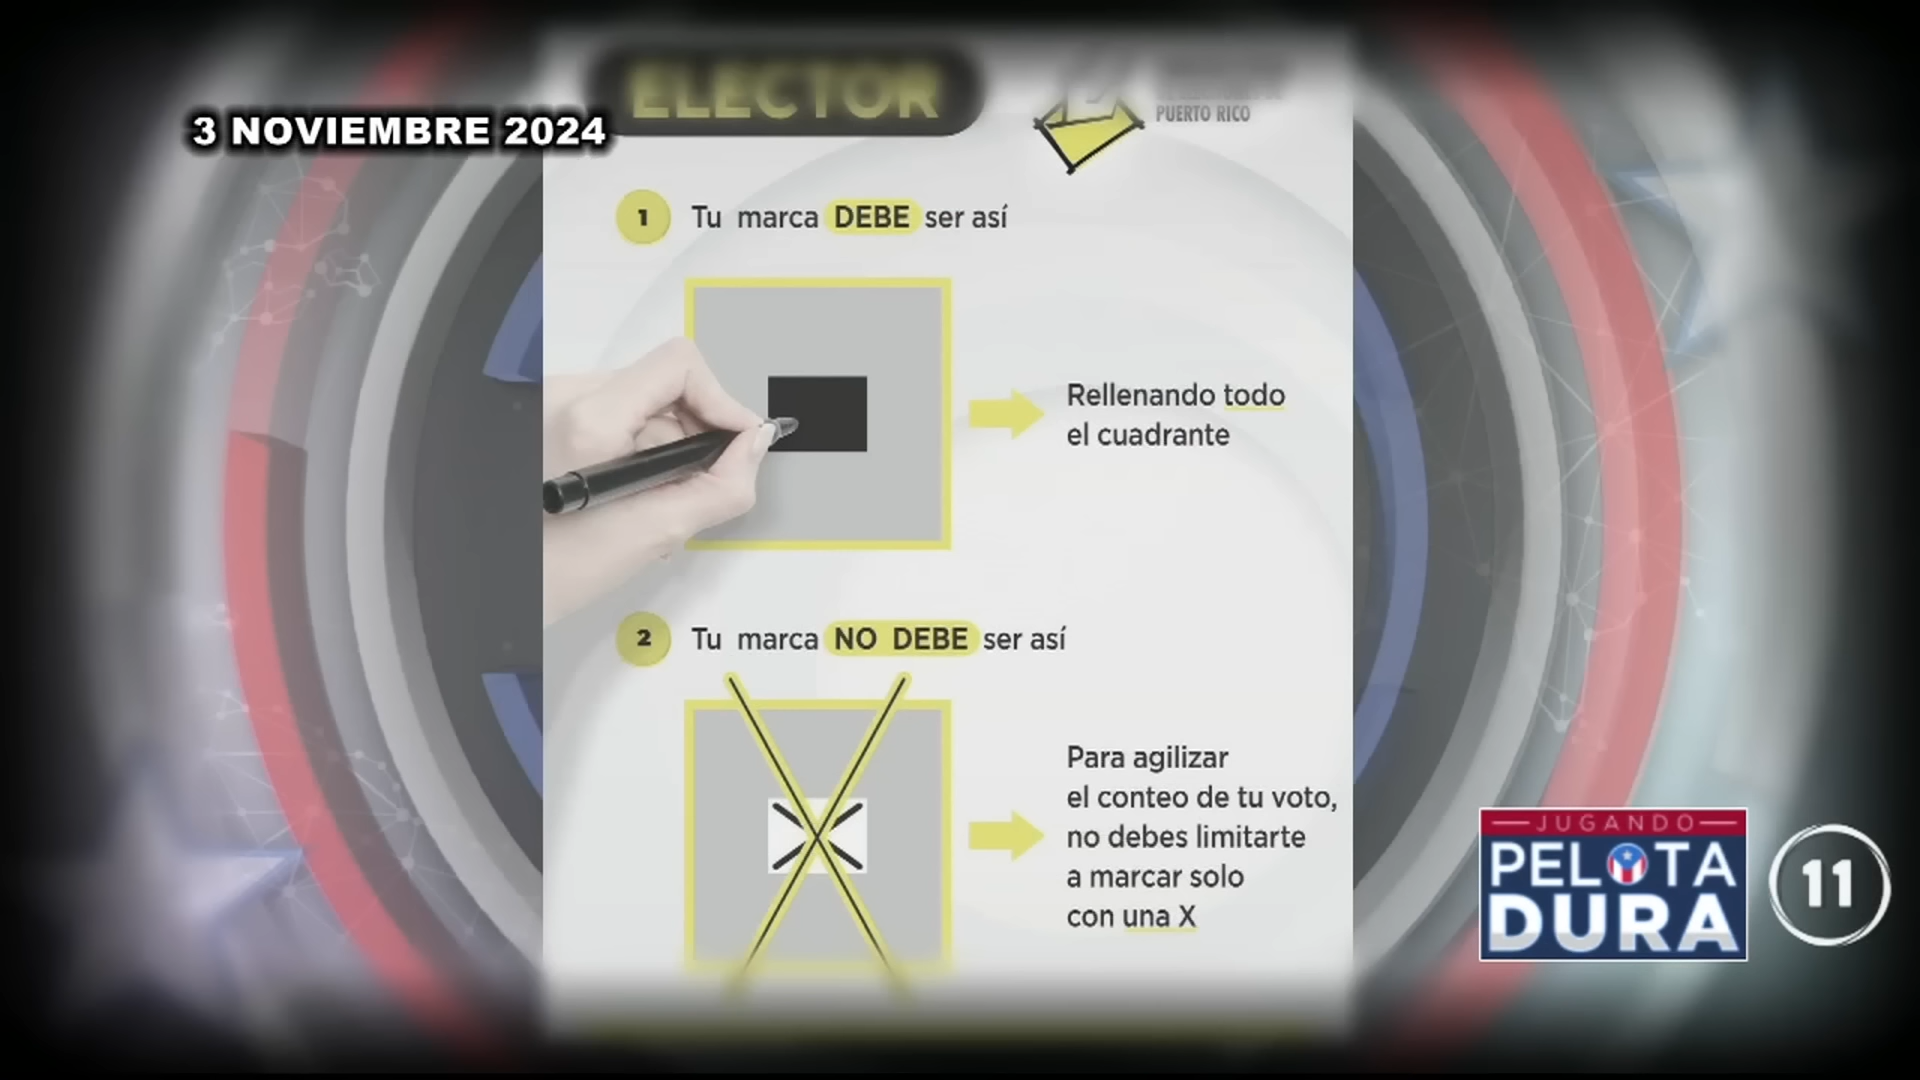 ELECTOR
3 NOVIEMBRE 2024
PUERTO RICO
1 Tu marca DEBE ser así
Rellenando todo
el cuadrante
2 Tu marca NO DEBE ser así
Para agilizar
el conteo de tu voto,
no debes limitarte
a marcar solo
con una X
JUGANDO
PELOTA
DURA
11